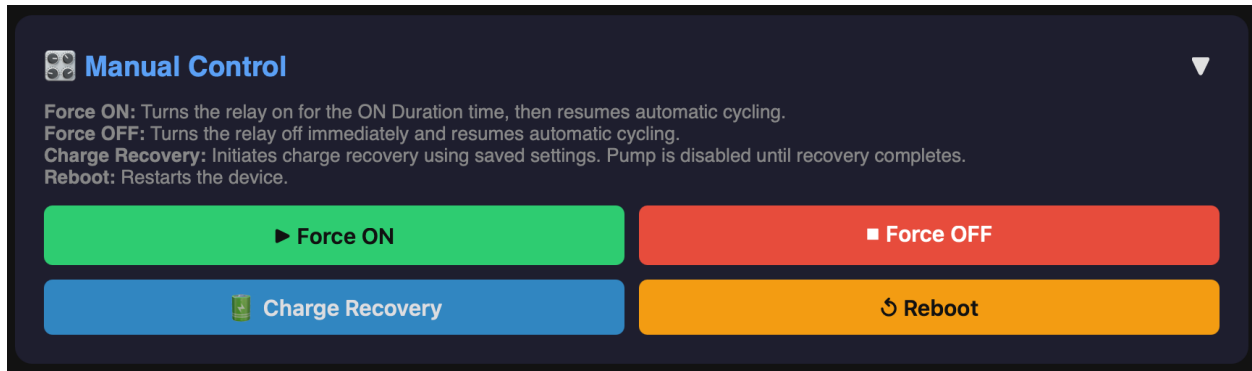 Manual Control
Force ON: Turns the relay on for the ON Duration time, then resumes automatic cycling.
Force OFF: Turns the relay off immediately and resumes automatic cycling.
Charge Recovery: Initiates charge recovery using saved settings. Pump is disabled until recovery completes.
Reboot: Restarts the device.
Force ON
Force OFF
Charge Recovery
Reboot